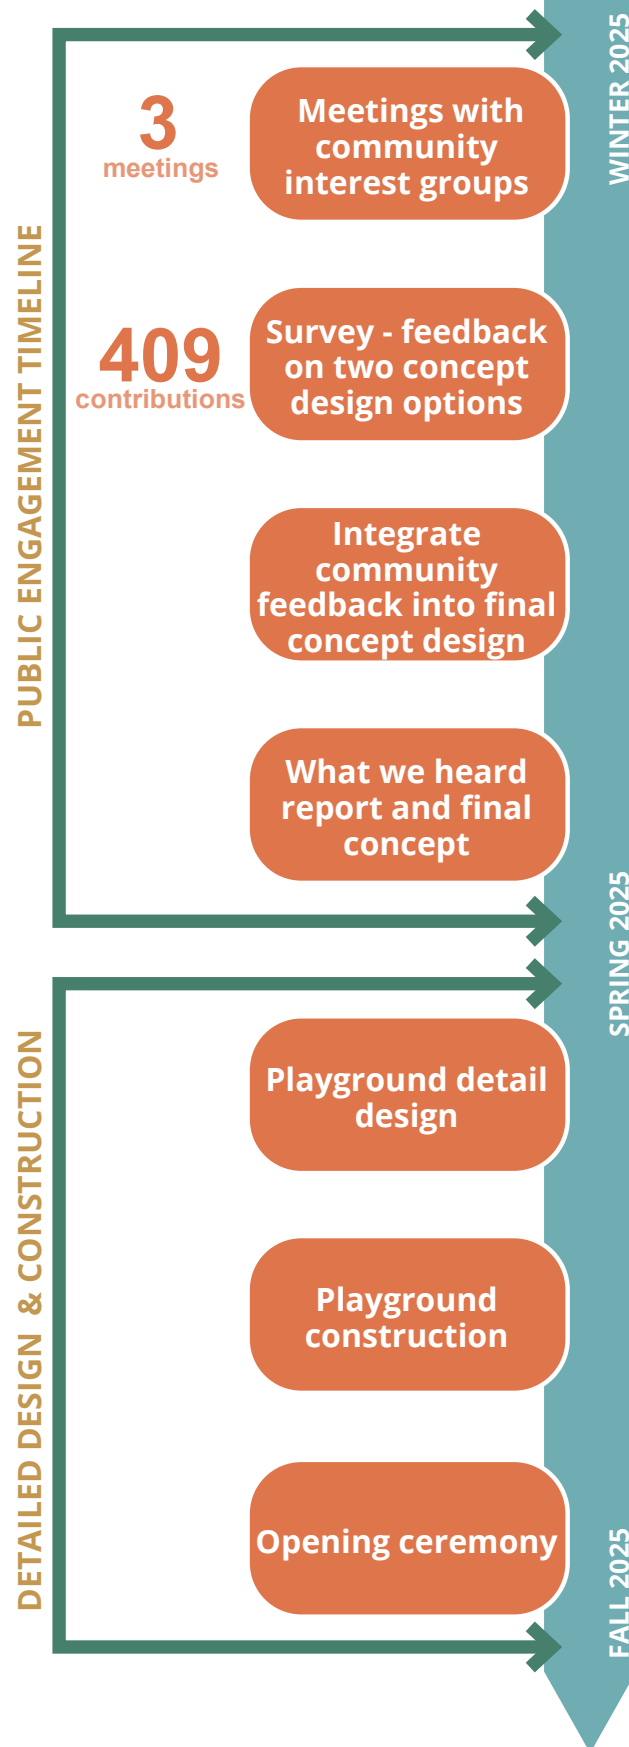 WINTER 2025
PUBLIC ENGAGEMENT TIMELINE
3
meetings
Meetings with
community
interest groups
409
contributions
Survey - feedback
on two concept
design options
Integrate
community
feedback into final
concept design
What we heard
report and final
concept
SPRING 2025
DETAILED DESIGN & CONSTRUCTION
Playground detail
design
Playground
construction
Opening ceremony
FALL 2025